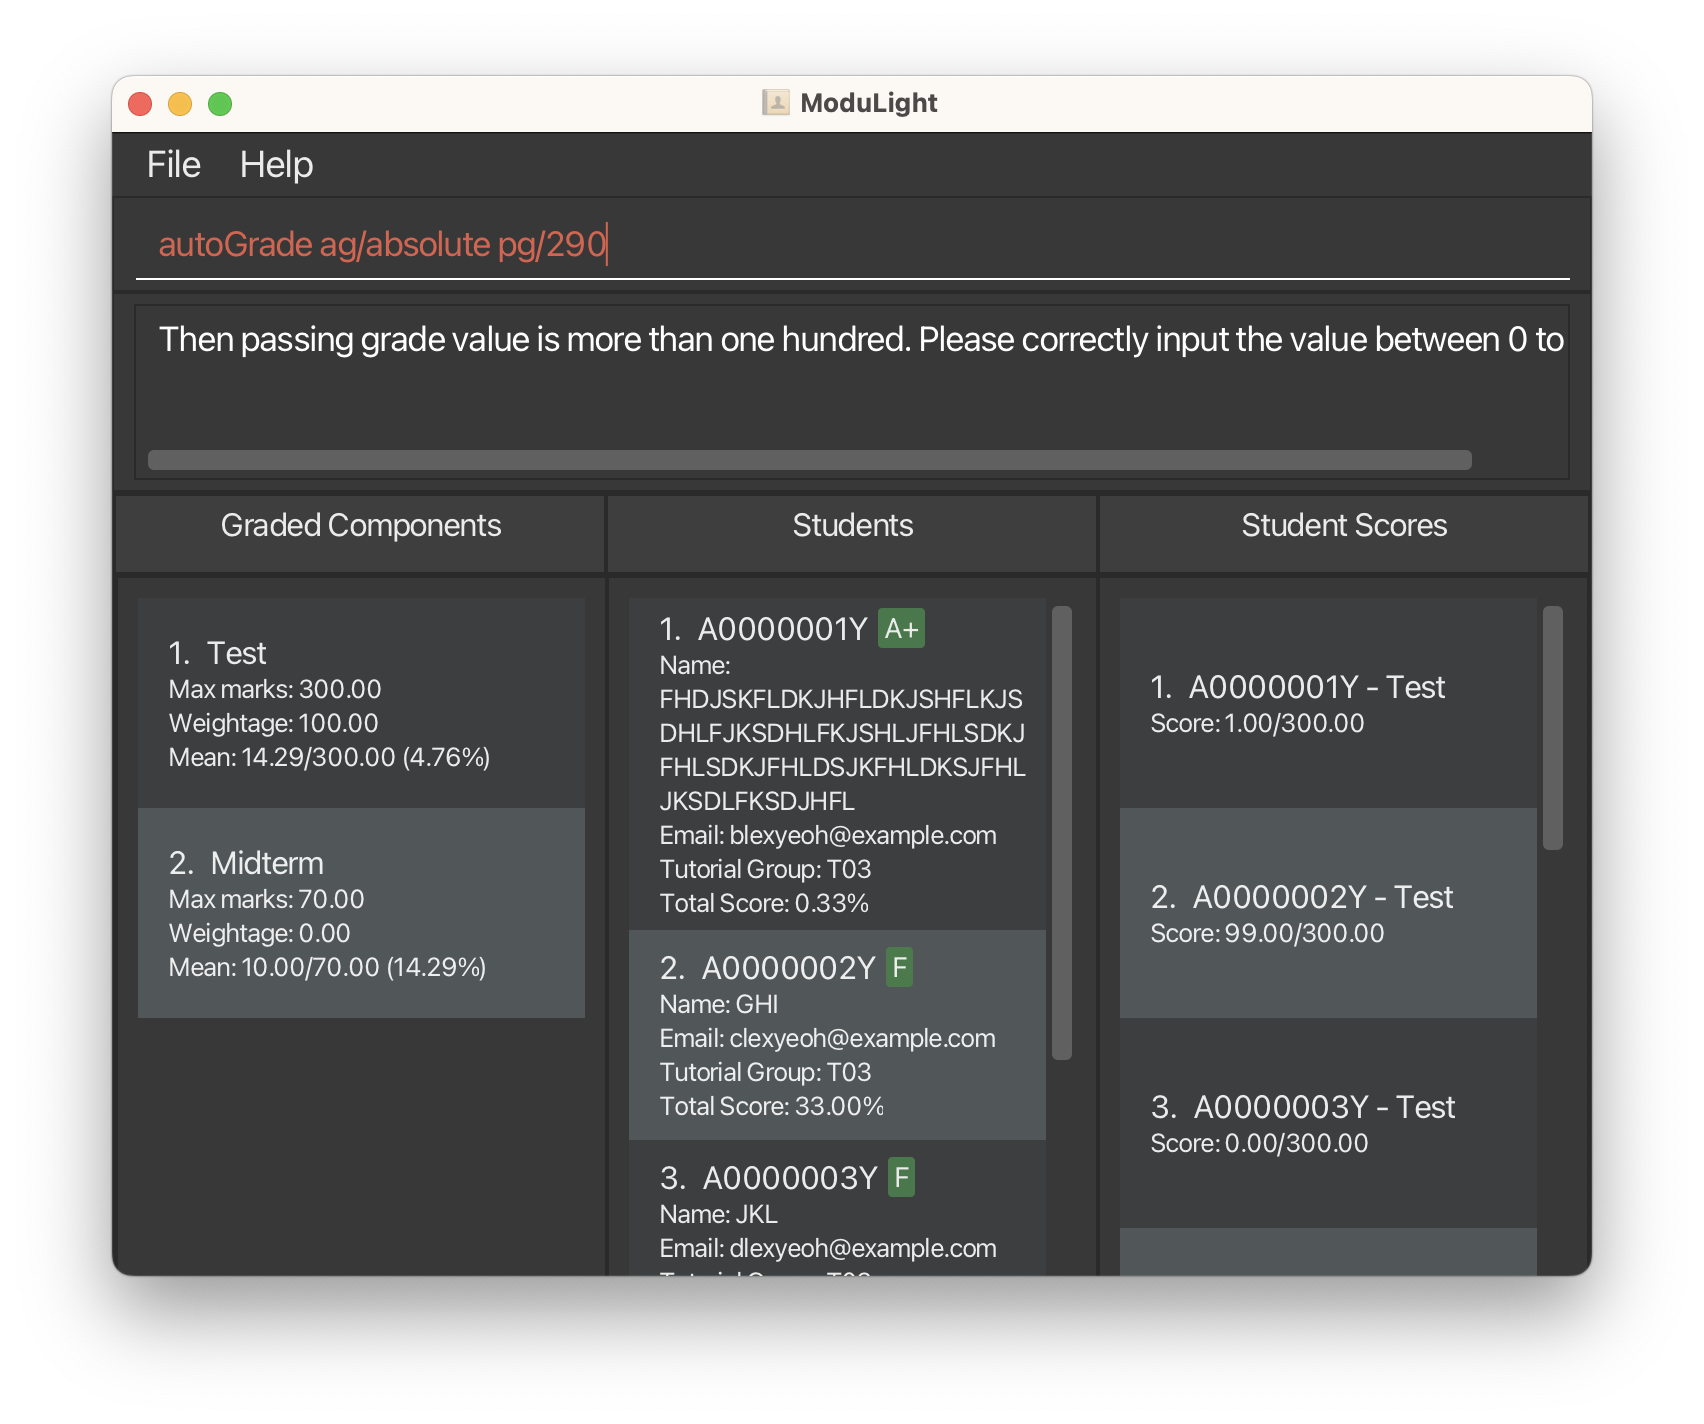 ModuLight
File Help
autoGrade ag/absolute pg/290
Then passing grade value is more than one hundred. Please correctly input the value between 0 to
Graded Components
Students
Student Scores
1. Test
Max marks: 300.00
Weightage: 100.00
Mean: 14.29/300.00 (4.76%)
2. Midterm
Max marks: 70.00
Weightage: 0.00
Mean: 10.00/70.00 (14.29%)
1. A0000001Y A+
Name:
FHDJSKFLDKJHFLDKJSHFLKJS
DHLFJKSDHLFKJSHLJFHLSDKJ
FHLSDKJFHLDSJKFHLDKSJFHL
JKSDLFKSDJHFL
Email: blexyeoh@example.com
Tutorial Group: T03
Total Score: 0.33%
2. A0000002Y F
Name: GHI
Email: clexyeoh@example.com
Tutorial Group: T03
Total Score: 33.00%
3. A0000003Y F
Name: JKL
Email: dlexyeoh@example.com
1. A0000001Y - Test
Score: 1.00/300.00
2. A0000002Y - Test
Score: 99.00/300.00
3. A0000003Y - Test
Score: 0.00/300.00